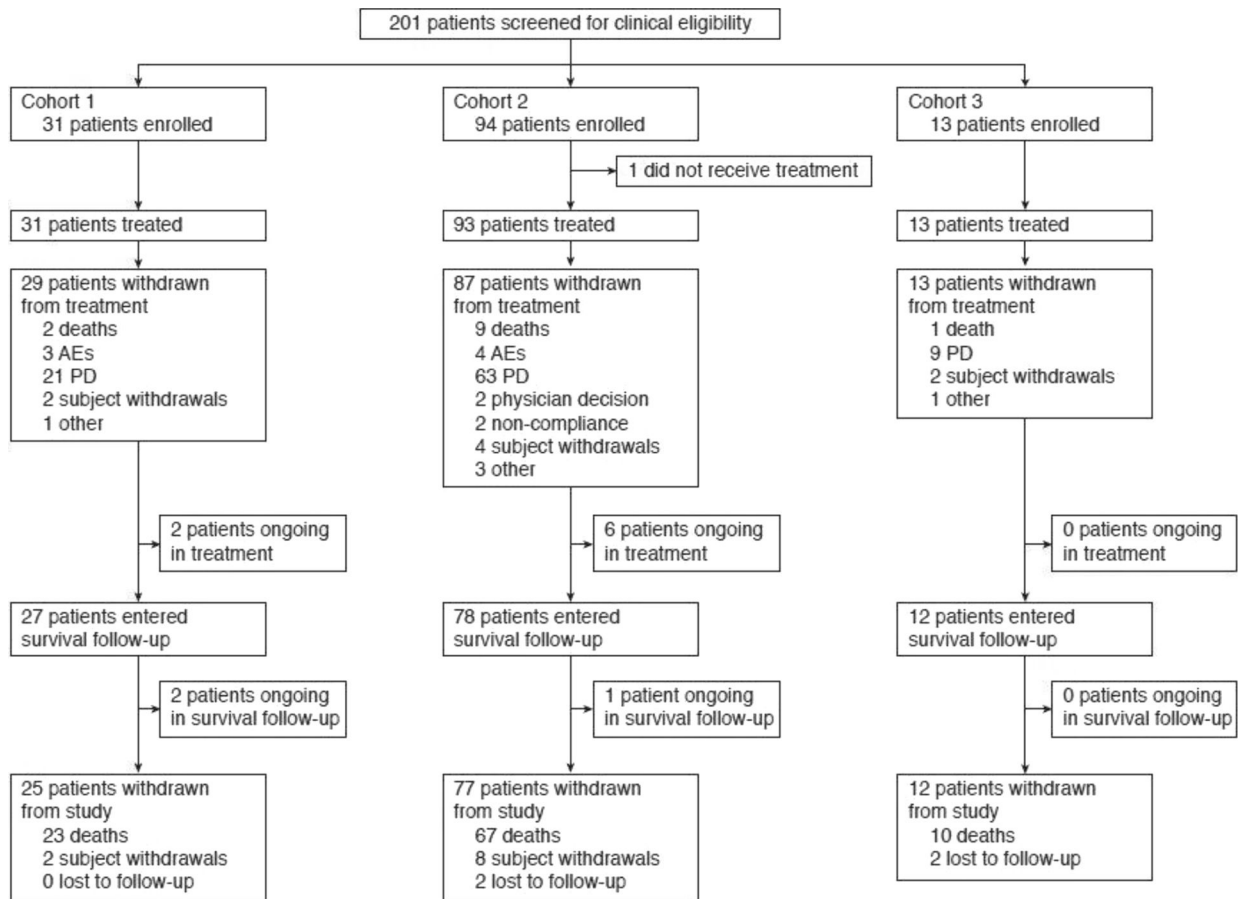 201 patients screened for clinical eligibility
Cohort 1
31 patients enrolled
Cohort 2
94 patients enrolled
Cohort 3
13 patients enrolled
1 did not receive treatment
31 patients treated
93 patients treated
13 patients treated
29 patients withdrawn
from treatment
2 deaths
3 AEs
21 PD
2 subject withdrawals
1 other
87 patients withdrawn
from treatment
9 deaths
4 AEs
63 PD
2 physician decision
2 non-compliance
4 subject withdrawals
3 other
13 patients withdrawn
from treatment
1 death
9 PD
2 subject withdrawals
1 other
2 patients ongoing
in treatment
6 patients ongoing
in treatment
0 patients ongoing
in treatment
27 patients entered
survival follow-up
78 patients entered
survival follow-up
12 patients entered
survival follow-up
2 patients ongoing
in survival follow-up
1 patient ongoing
in survival follow-up
0 patients ongoing
in survival follow-up
25 patients withdrawn
from study
23 deaths
2 subject withdrawals
0 lost to follow-up
77 patients withdrawn
from study
67 deaths
8 subject withdrawals
2 lost to follow-up
12 patients withdrawn
from study
10 deaths
2 lost to follow-up